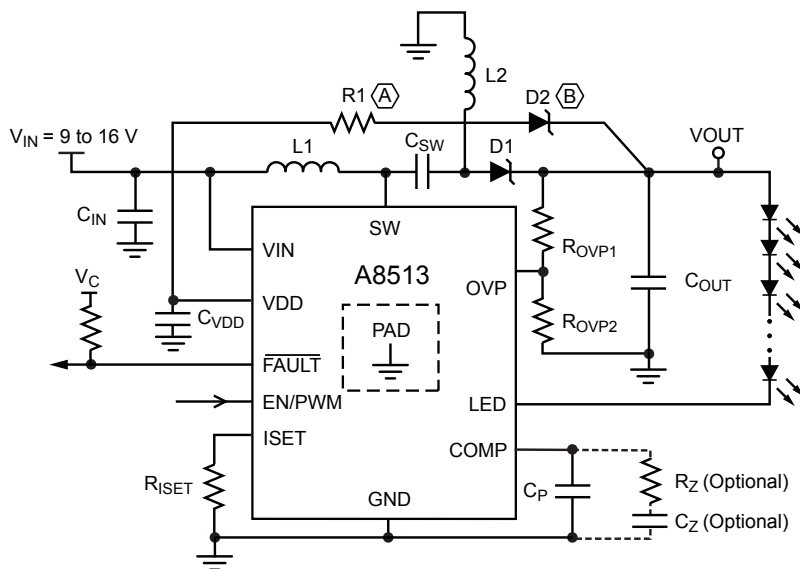 L2
R1 A
D2 B
V_IN = 9 to 16 V
VOUT
L1
C_SW
D1
C_IN
SW
VIN
R_OVP1
A8513
OVP
C_OUT
V_C
VDD
C_VDD
PAD
R_OVP2
FAULT
EN/PWM
LED
ISET
COMP
R_ISET
GND
C_P
R_Z (Optional)
C_Z (Optional)